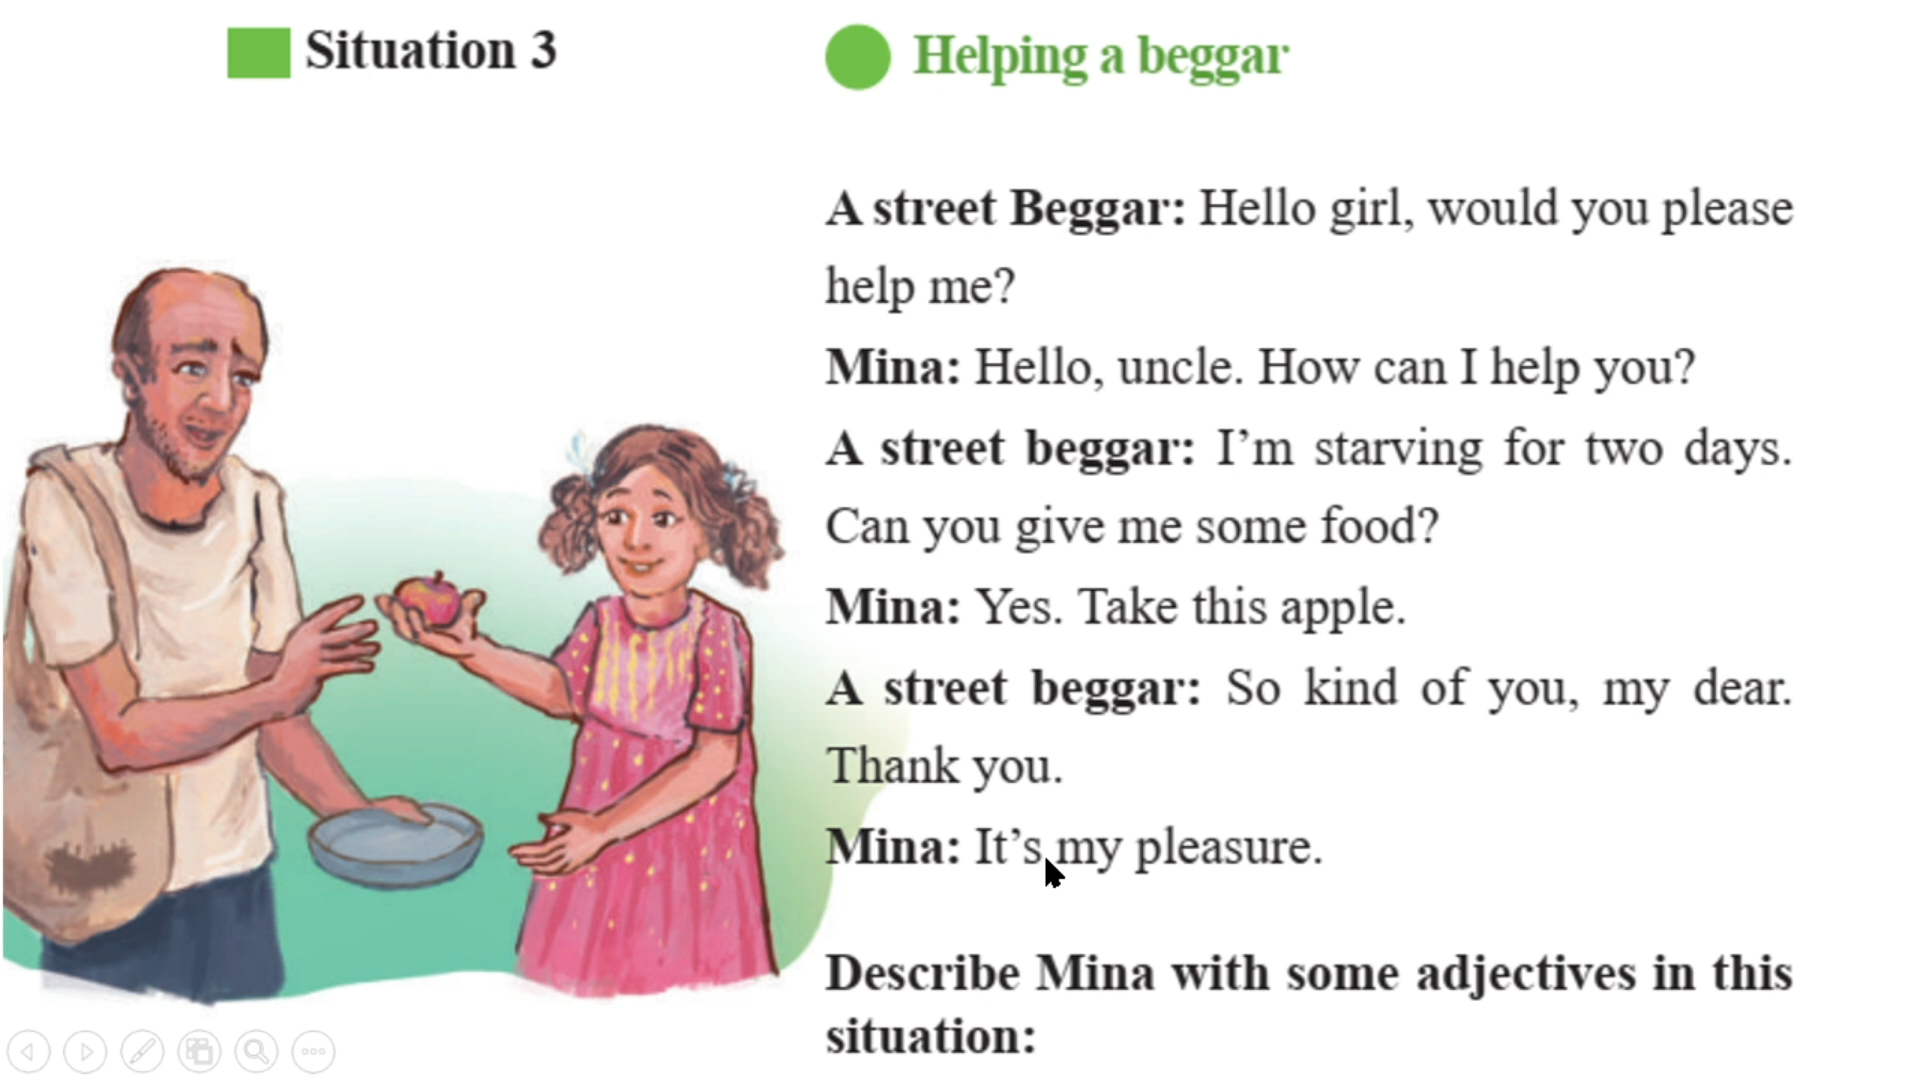 Situation 3
Helping a beggar
A street Beggar: Hello girl, would you please
help me?
Mina: Hello, uncle. How can I help you?
A street beggar: I’m starving for two days.
Can you give me some food?
Mina: Yes. Take this apple.
A street beggar: So kind of you, my dear.
Thank you.
Mina: It’s my pleasure.
Describe Mina with some adjectives in this
situation: